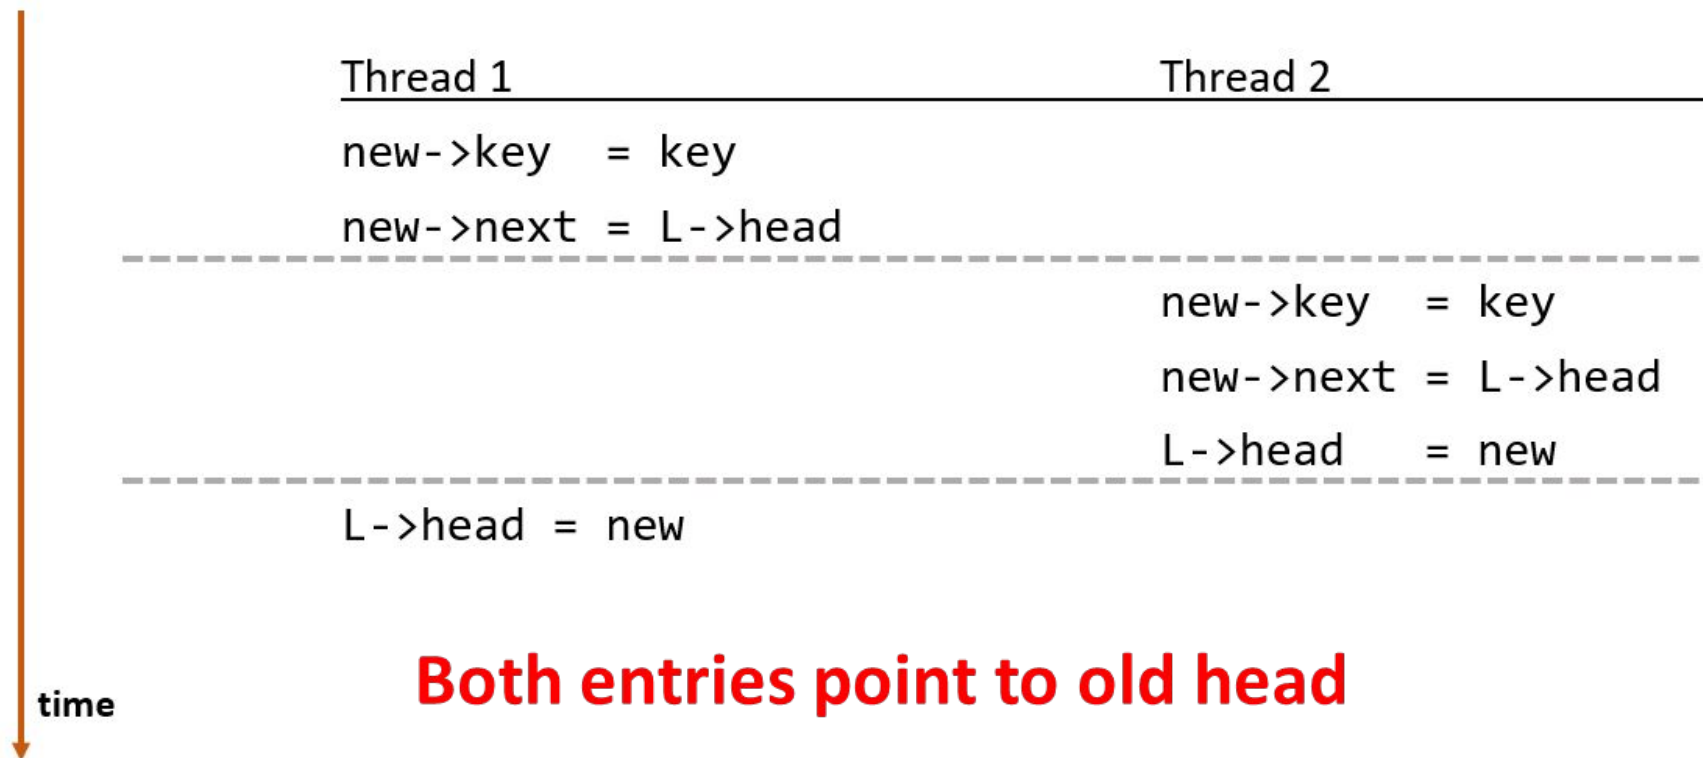 Thread 1 Thread 2
new->key = key
new->next = L->head
new->key = key
new->next = L->head
L->head = new
L->head = new
Both entries point to old head
time